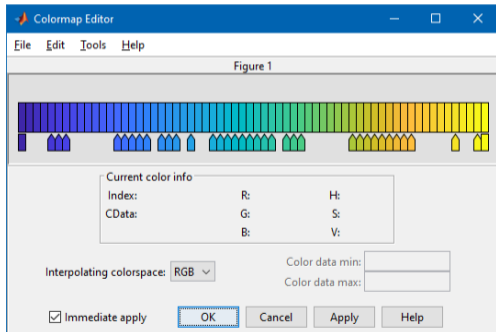 Colormap Editor
File Edit Tools Help
Figure 1
Current color info
Index: R: H:
CData: G: S:
B: V:
Interpolating colorspace: RGB
Color data min:
Color data max:
Immediate apply OK Cancel Apply Help